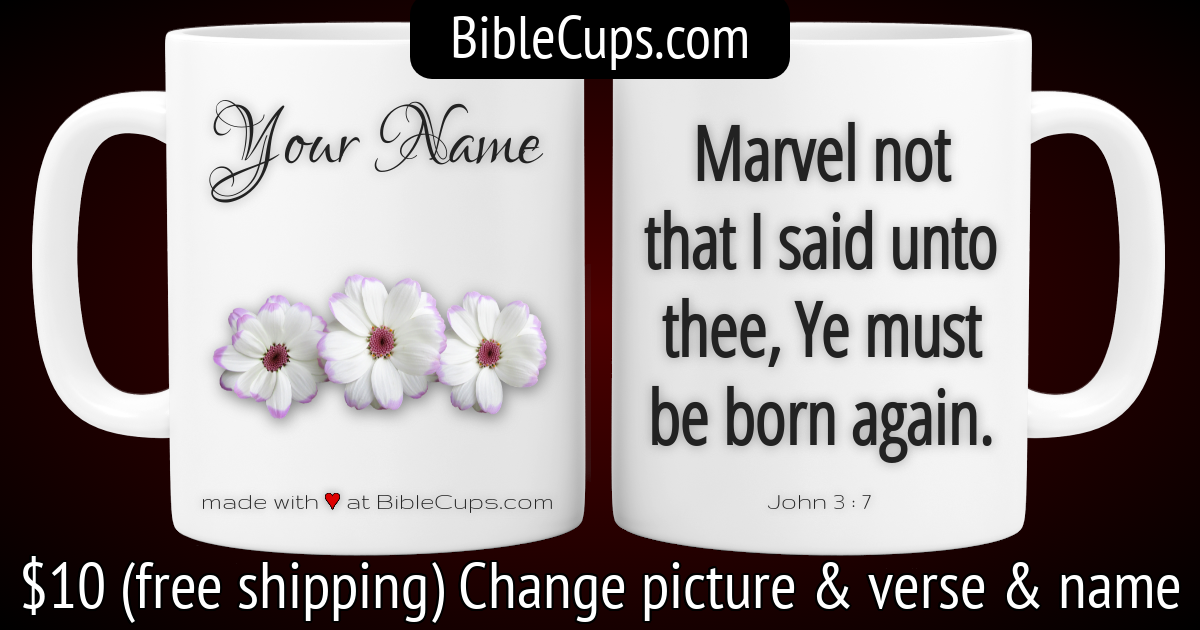 BibleCups.com
Your Name
made with ♥ at BibleCups.com
Marvel not
that I said unto
thee, Ye must
be born again.
John 3 : 7
$10 (free shipping) Change picture & verse & name